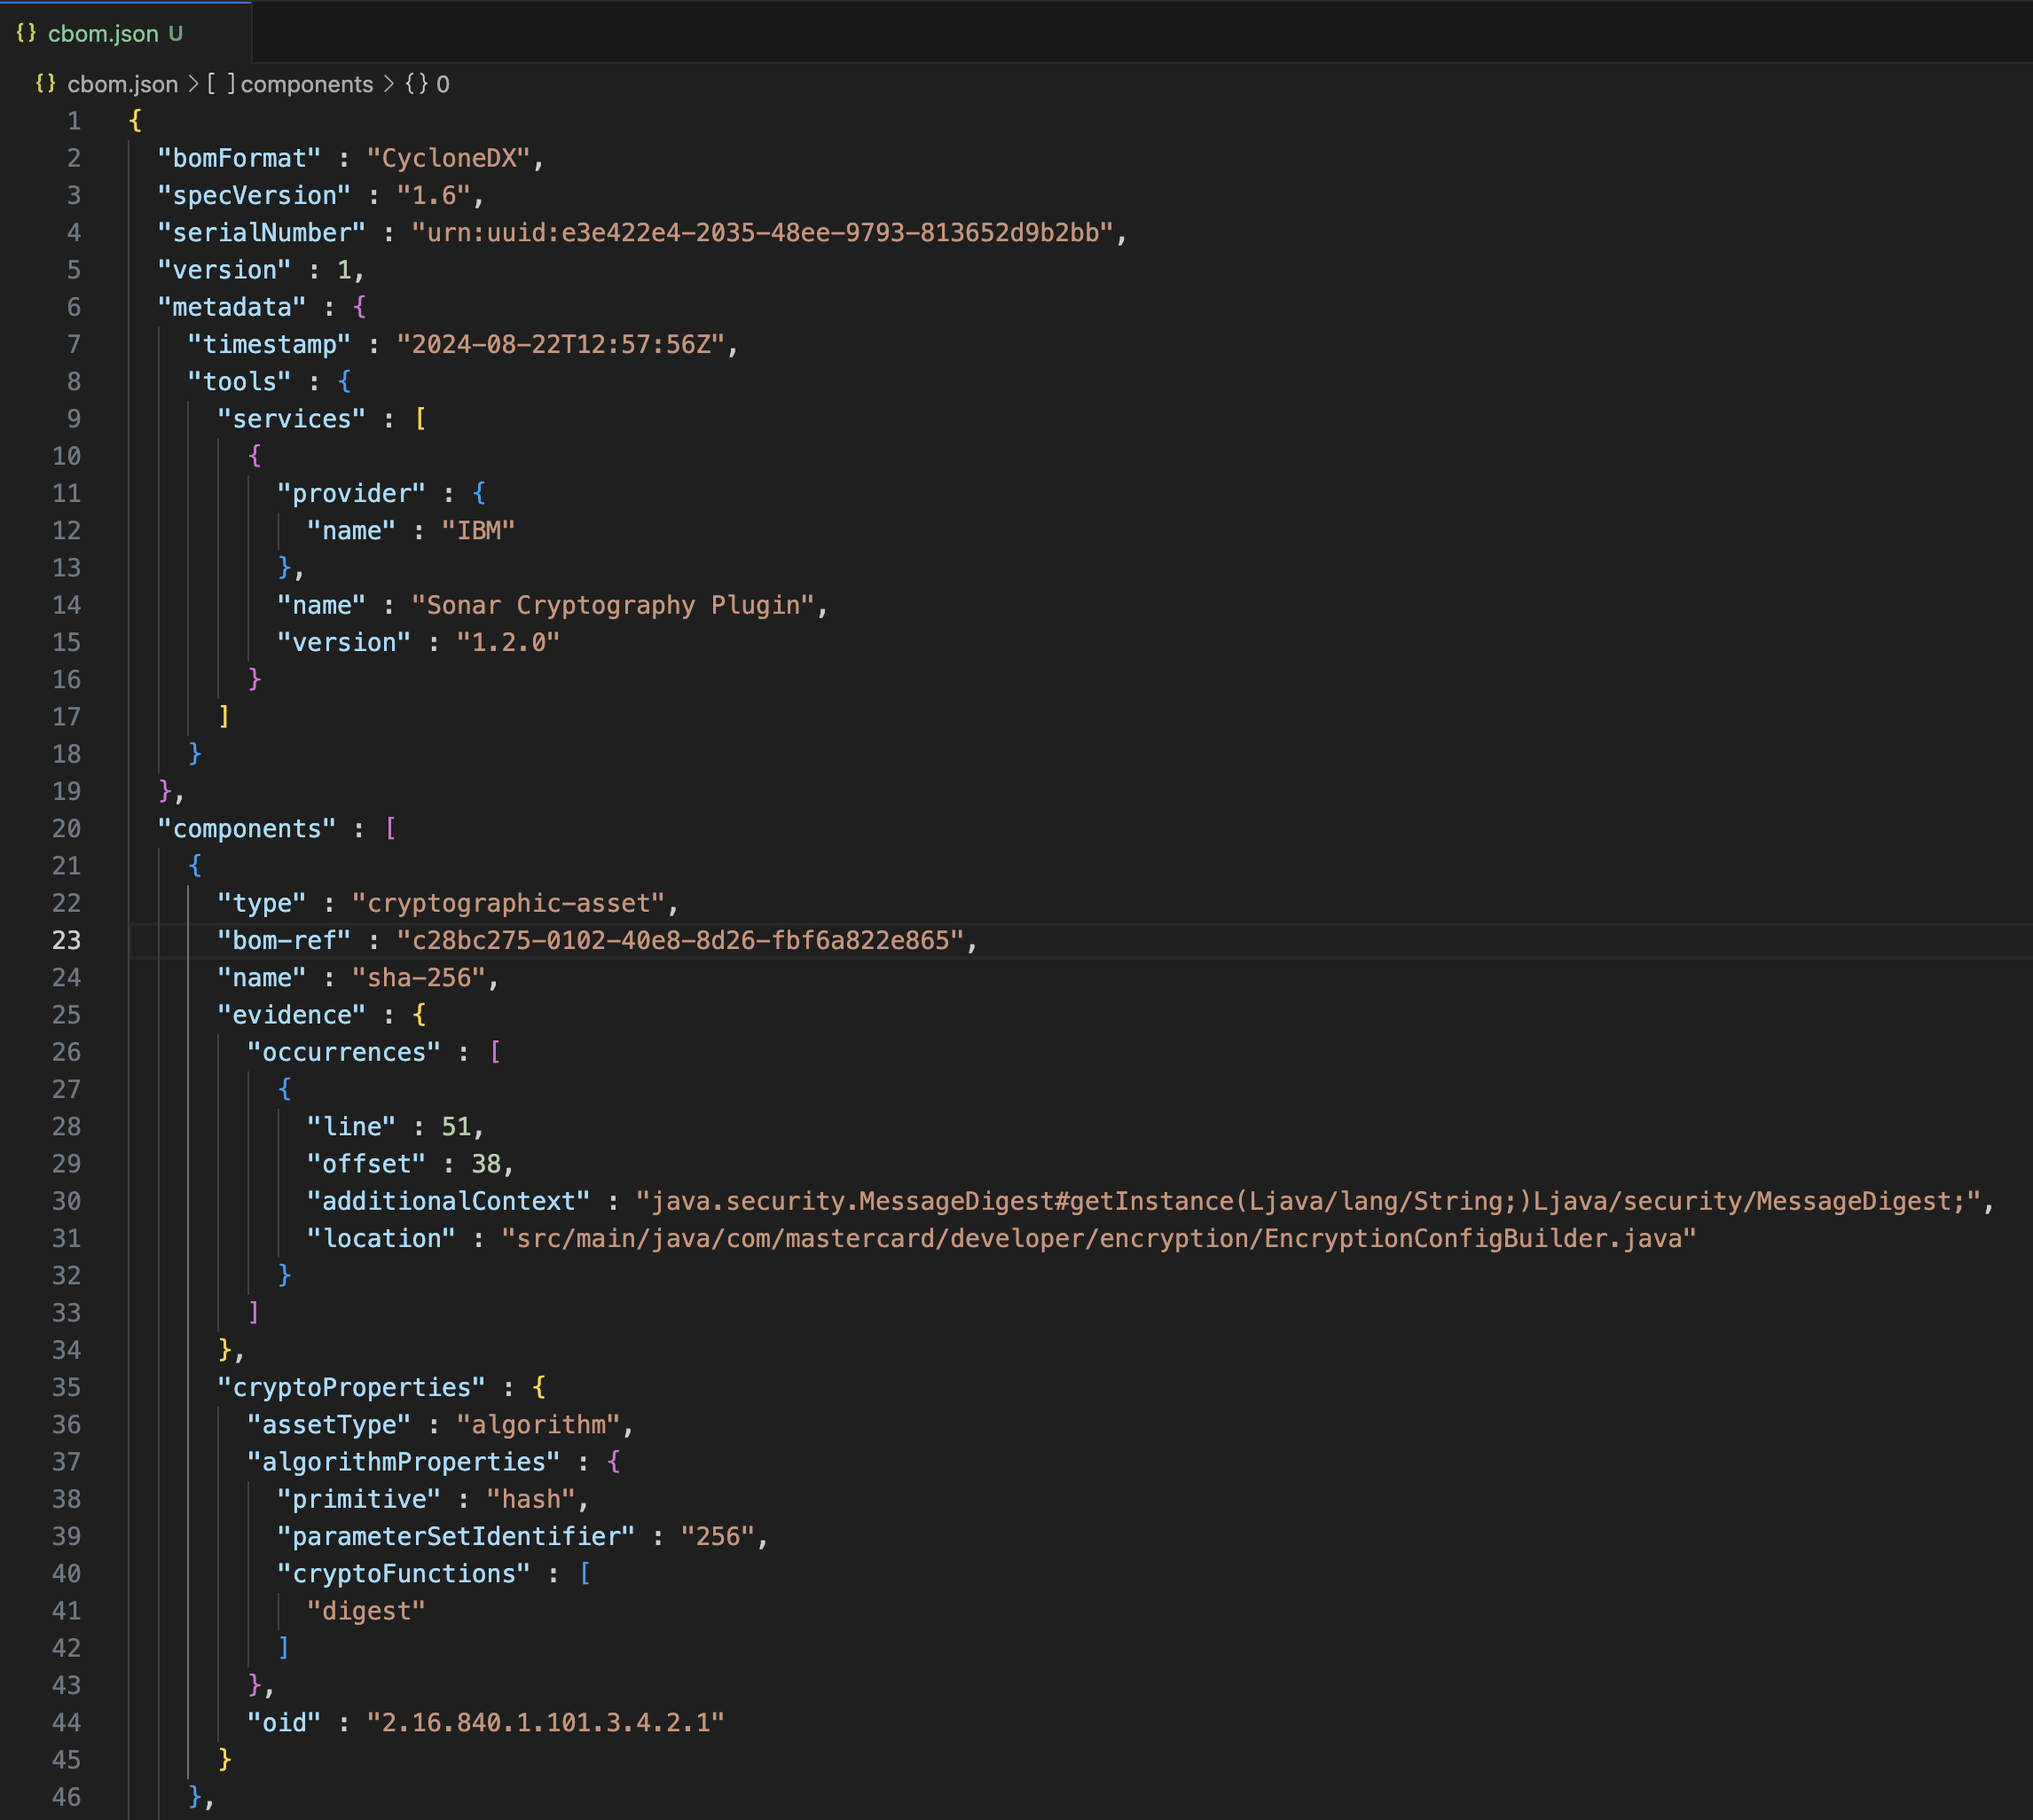 {} cbom.json U
{} cbom.json > [ ] components > {} 0
1 {
2   "bomFormat" : "CycloneDX",
3   "specVersion" : "1.6",
4   "serialNumber" : "urn:uuid:e3e422e4-2035-48ee-9793-813652d9b2bb",
5   "version" : 1,
6   "metadata" : {
7     "timestamp" : "2024-08-22T12:57:56Z",
8     "tools" : {
9       "services" : [
10         {
11           "provider" : {
12             "name" : "IBM"
13           },
14           "name" : "Sonar Cryptography Plugin",
15           "version" : "1.2.0"
16         }
17       ]
18     }
19   },
20   "components" : [
21     {
22       "type" : "cryptographic-asset",
23       "bom-ref" : "c28bc275-0102-40e8-8d26-fbf6a822e865",
24       "name" : "sha-256",
25       "evidence" : {
26         "occurrences" : [
27           {
28             "line" : 51,
29             "offset" : 38,
30             "additionalContext" : "java.security.MessageDigest#getInstance(Ljava/lang/String;)Ljava/security/MessageDigest;",
31             "location" : "src/main/java/com/mastercard/developer/encryption/EncryptionConfigBuilder.java"
32           }
33         ]
34       },
35       "cryptoProperties" : {
36         "assetType" : "algorithm",
37         "algorithmProperties" : {
38           "primitive" : "hash",
39           "parameterSetIdentifier" : "256",
40           "cryptoFunctions" : [
41             "digest"
42           ]
43         },
44         "oid" : "2.16.840.1.101.3.4.2.1"
45       }
46     },